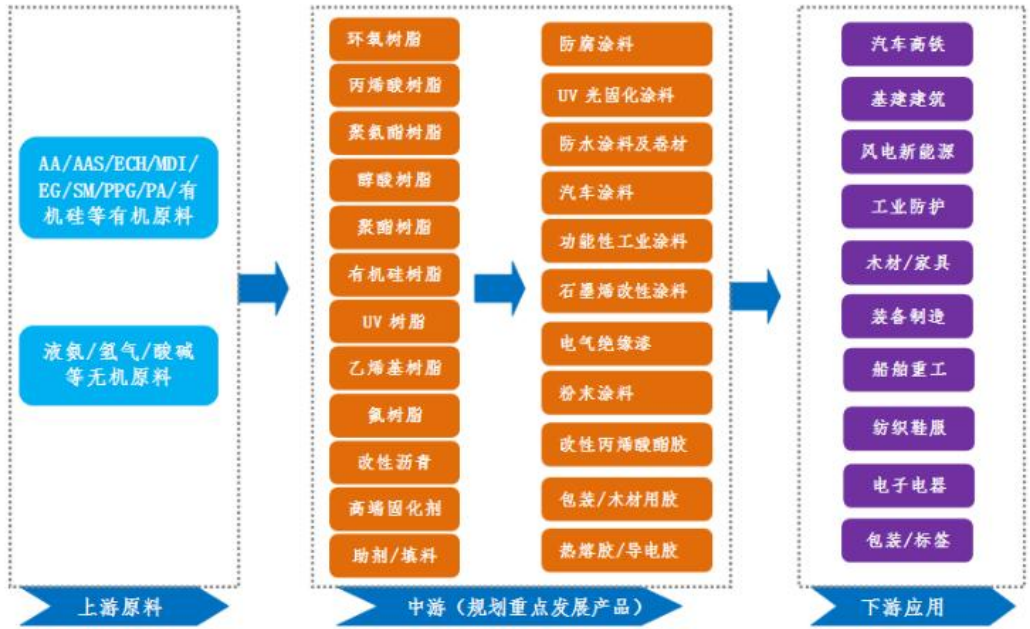 AA/AAS/ECH/MDI/
EG/SM/PPG/PA/有
机硅等有机原料
液氨/氢气/酸碱
等无机原料
环氧树脂
丙烯酸树脂
聚氨酯树脂
醇酸树脂
聚酯树脂
有机硅树脂
UV 树脂
乙烯基树脂
氟树脂
改性沥青
高端固化剂
助剂/填料
防腐涂料
UV 光固化涂料
防水涂料及卷材
汽车涂料
功能性工业涂料
石墨烯改性涂料
电气绝缘漆
粉末涂料
改性丙烯酸酯胶
包装/木材用胶
热熔胶/导电胶
汽车高铁
基建建筑
风电新能源
工业防护
木材/家具
装备制造
船舶重工
纺织鞋服
电子电器
包装/标签
上游原料
中游（规划重点发展产品）
下游应用